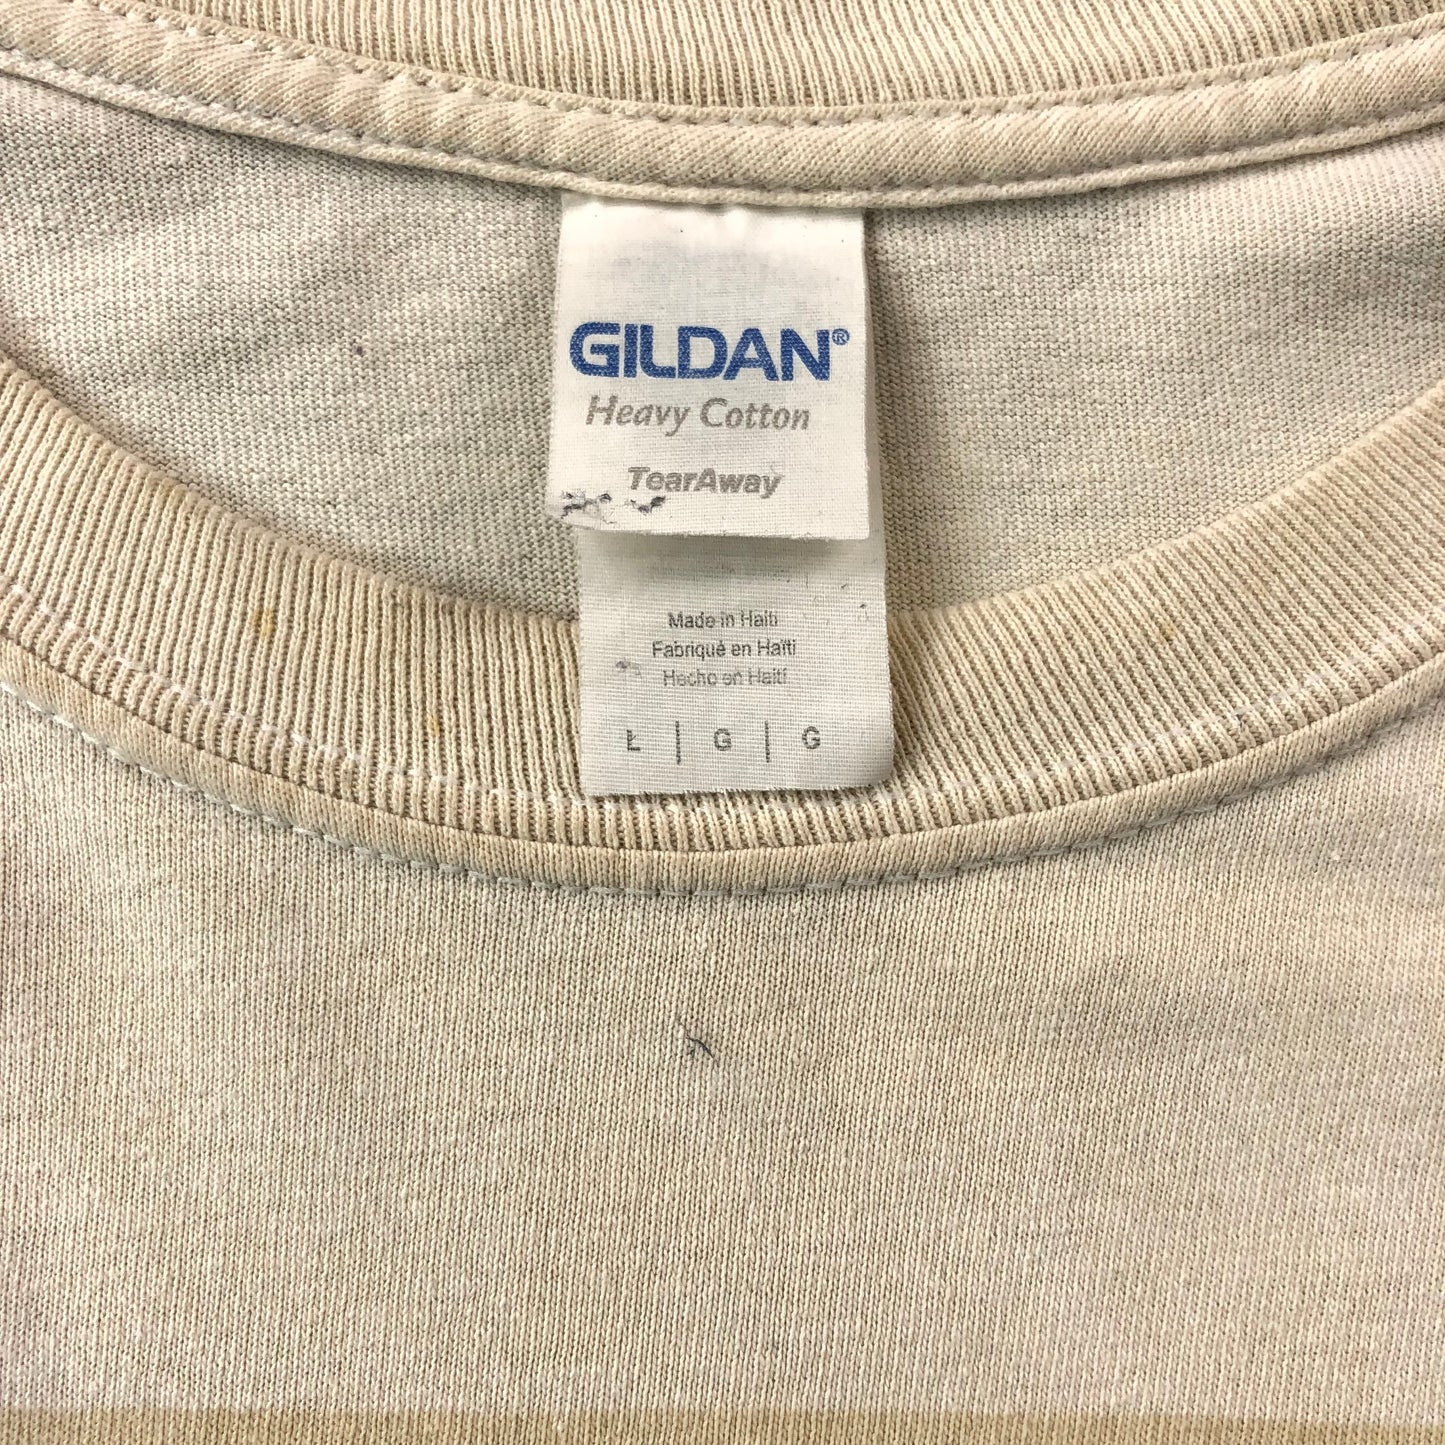 GILDAN®
Heavy Cotton
TearAway
Made in Haiti
Fabriqué en Haïti
Hecho en Haití
L | G | G